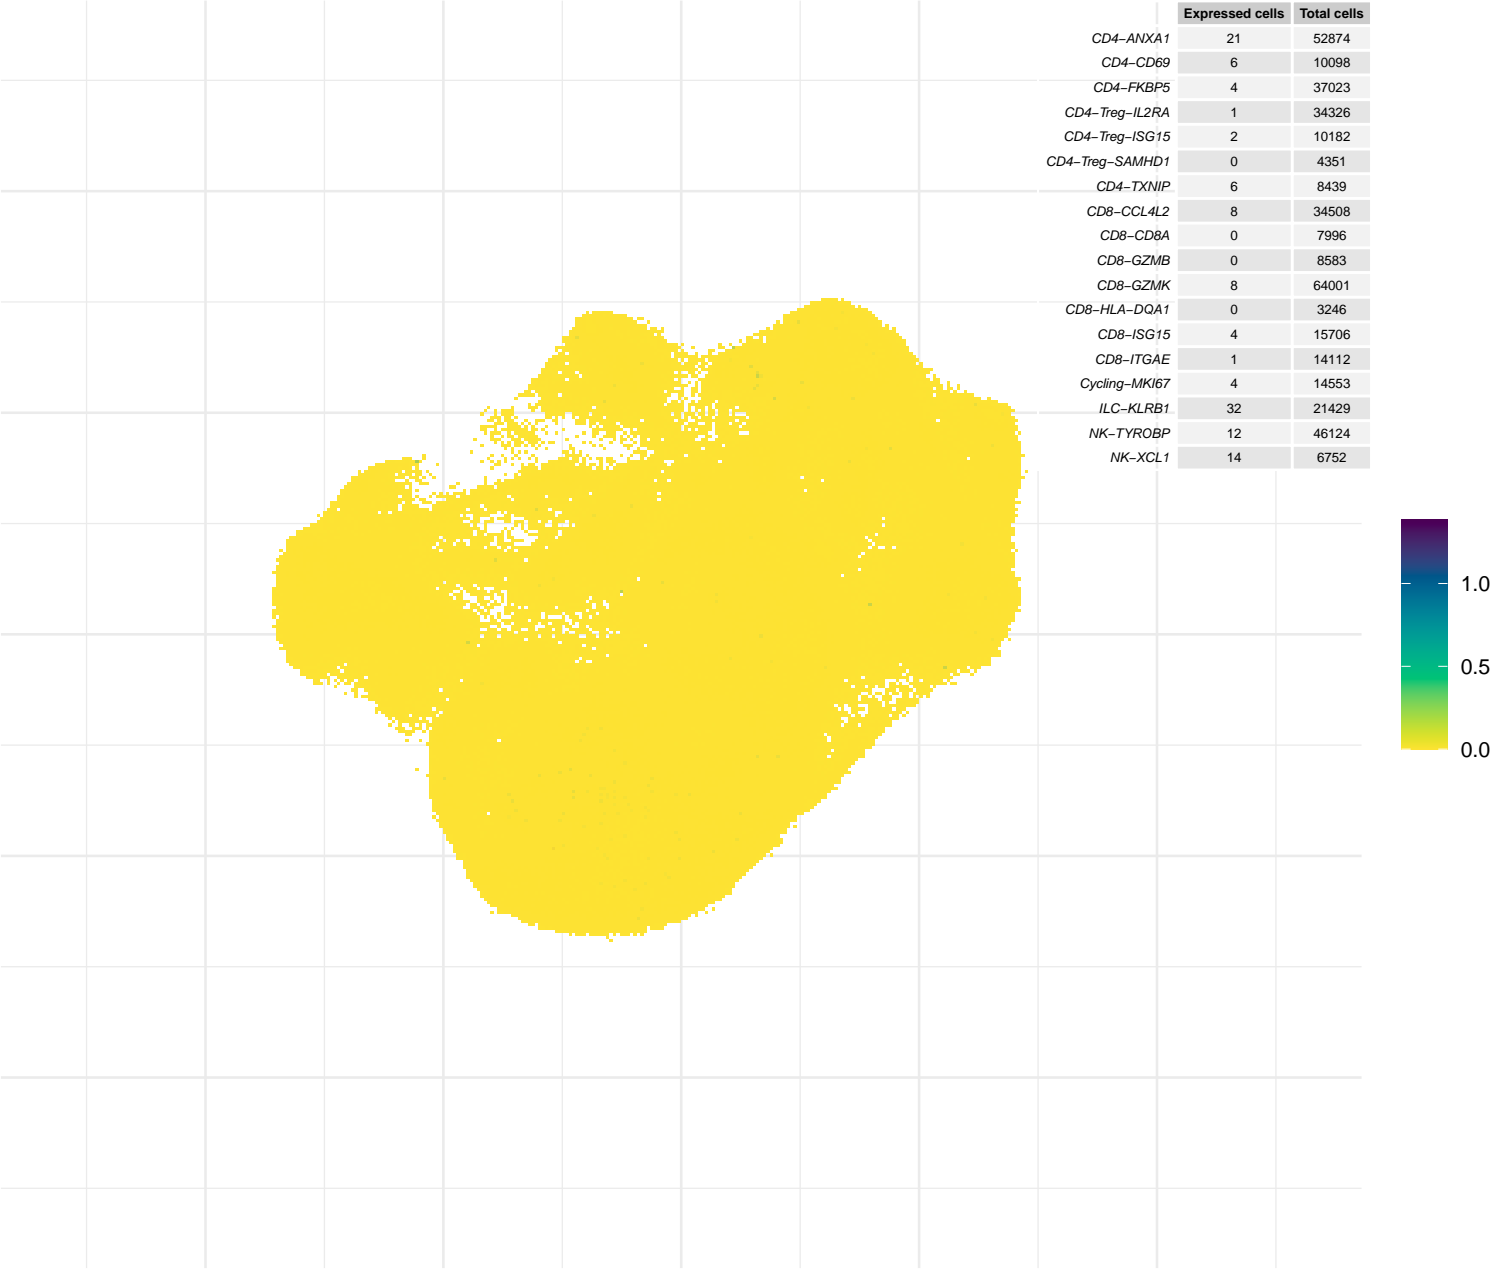 Expressed cells Total cells
CD4−ANXA1 21 52874
CD4−CD69 6 10098
CD4−FKBP5 4 37023
CD4−Treg−IL2RA 1 34326
CD4−Treg−ISG15 2 10182
CD4−Treg−SAMHD1 0 4351
CD4−TXNIP 6 8439
CD8−CCL4L2 8 34508
CD8−CD8A 0 7996
CD8−GZMB 0 8583
CD8−GZMK 8 64001
CD8−HLA−DQA1 0 3246
CD8−ISG15 4 15706
CD8−ITGAE 1 14112
Cycling−MKI67 4 14553
ILC−KLRB1 32 21429
NK−TYROBP 12 46124
NK−XCL1 14 6752
1.0
0.5
0.0